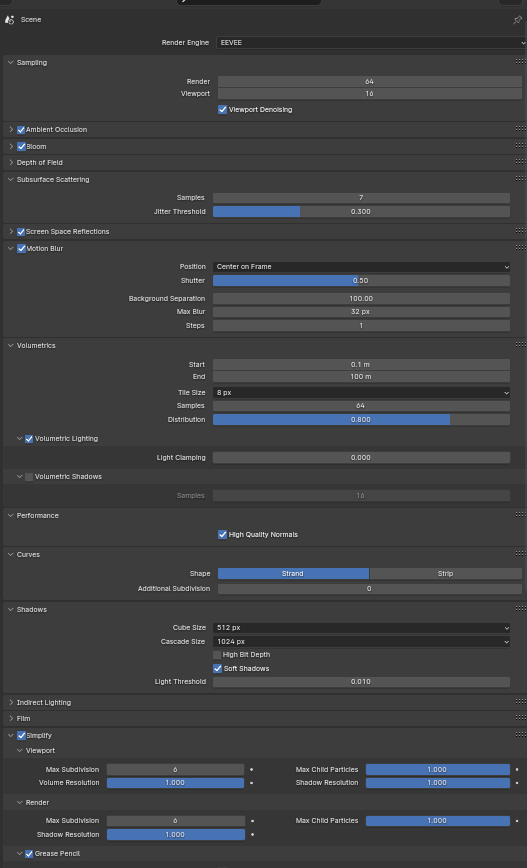 Scene
Render Engine EEVEE
Sampling
Render 64
Viewport 16
Viewport Denoising
Ambient Occlusion
Bloom
Depth of Field
Subsurface Scattering
Samples 7
Jitter Threshold 0.300
Screen Space Reflections
Motion Blur
Position Center on Frame
Shutter 0.50
Background Separation 100.00
Max Blur 32 px
Steps 1
Volumetrics
Start 0.1 m
End 100 m
Tile Size 8 px
Samples 64
Distribution 0.800
Volumetric Lighting
Light Clamping 0.000
Volumetric Shadows
Samples 16
Performance
High Quality Normals
Curves
Shape Strand Strip
Additional Subdivision 0
Shadows
Cube Size 512 px
Cascade Size 1024 px
High Bit Depth
Soft Shadows
Light Threshold 0.010
Indirect Lighting
Film
Simplify
Viewport
Max Subdivision 6 Max Child Particles 1.000
Volume Resolution 1.000 Shadow Resolution 1.000
Render
Max Subdivision 6 Max Child Particles 1.000
Shadow Resolution 1.000
Grease Pencil